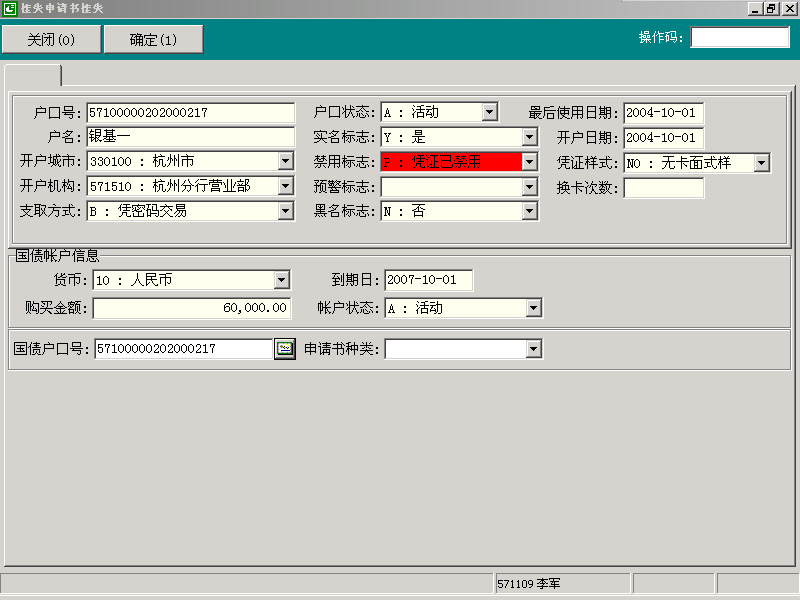 挂失申请书挂失
关闭(0) 确定(1) 操作码:
户口号: 57100000202000217 户口状态: A : 活动 最后使用日期: 2004-10-01
户名: 银基一 实名标志: Y : 是 开户日期: 2004-10-01
开户城市: 330100 : 杭州市 禁用标志: P : 凭证已禁用 凭证样式: NO : 无卡面式样
开户机构: 571510 : 杭州分行营业部 预警标志: 换卡次数:
支取方式: B : 凭密码交易 黑名标志: N : 否
国债帐户信息
货币: 10 : 人民币 到期日: 2007-10-01
购买金额: 60,000.00 帐户状态: A : 活动
国债户口号: 57100000202000217 申请书种类:
571109 李军